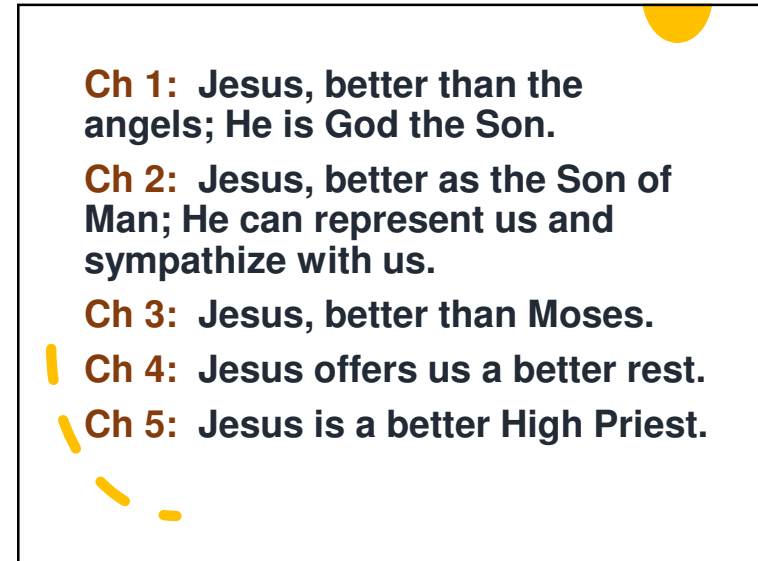 Ch 1:  Jesus, better than the
angels; He is God the Son.
Ch 2:  Jesus, better as the Son of
Man; He can represent us and
sympathize with us.
Ch 3:  Jesus, better than Moses.
Ch 4:  Jesus offers us a better rest.
Ch 5:  Jesus is a better High Priest.